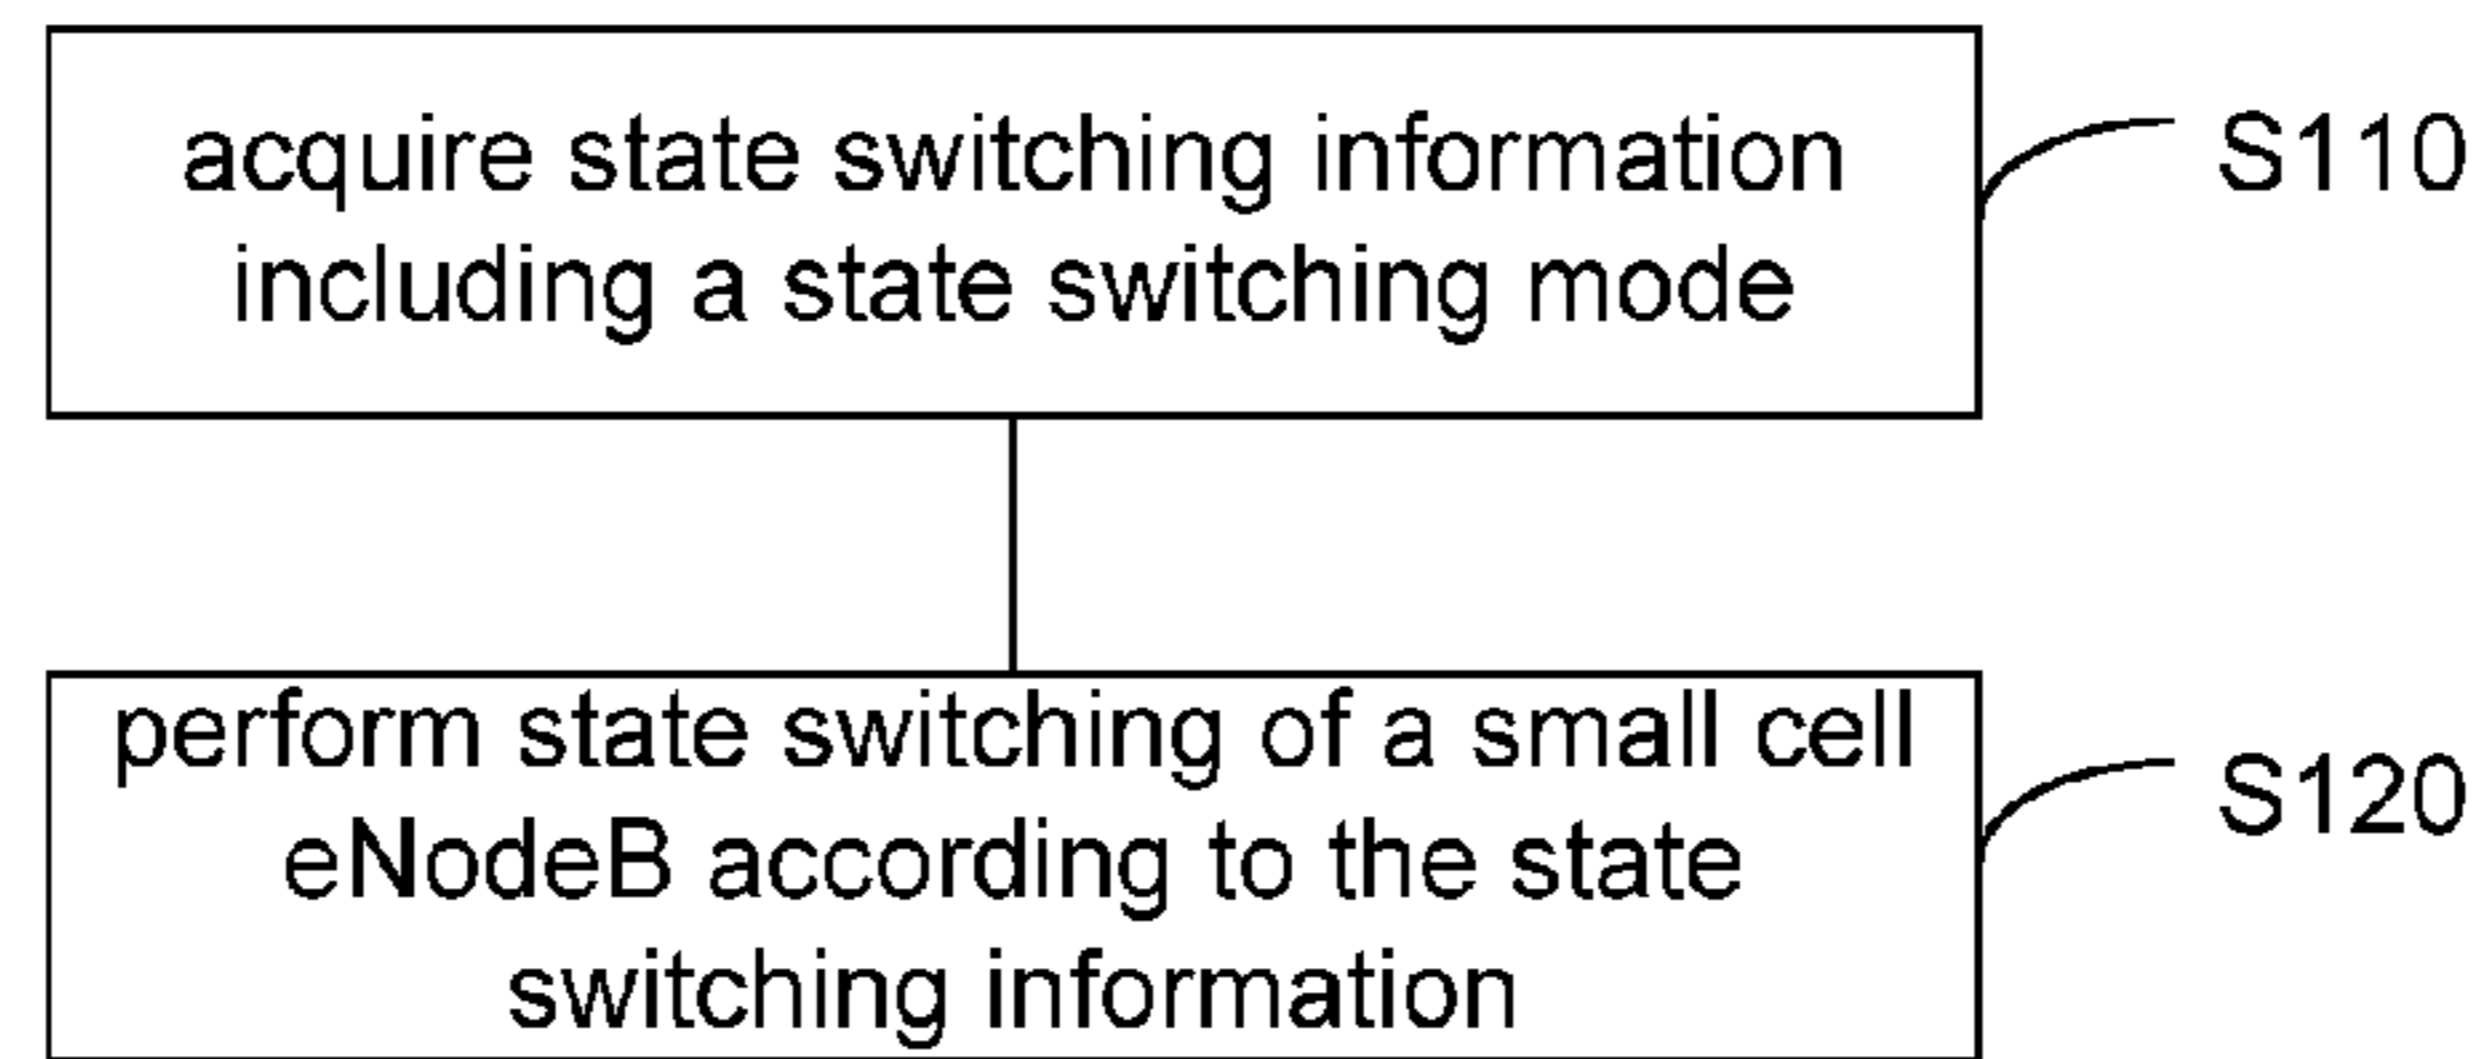 acquire state switching information
including a state switching mode
S110
perform state switching of a small cell
eNodeB according to the state
switching information
S120